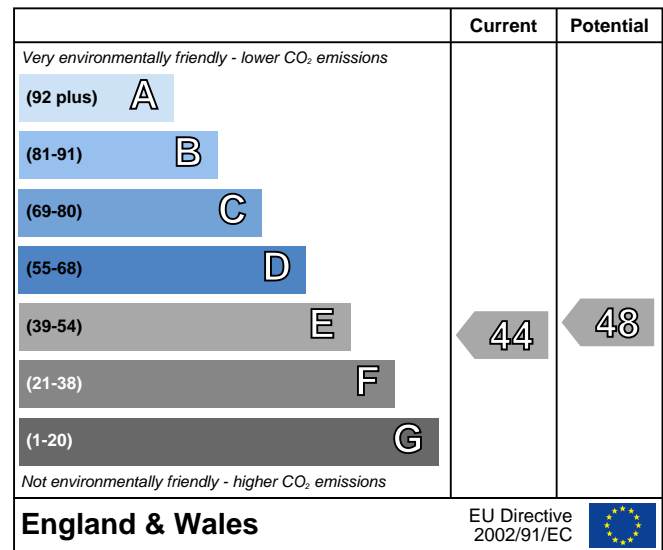 Current Potential
Very environmentally friendly - lower CO₂ emissions
(92 plus) A
(81-91) B
(69-80) C
(55-68) D
(39-54) E 44 48
(21-38) F
(1-20) G
Not environmentally friendly - higher CO₂ emissions
England & Wales
EU Directive
2002/91/EC